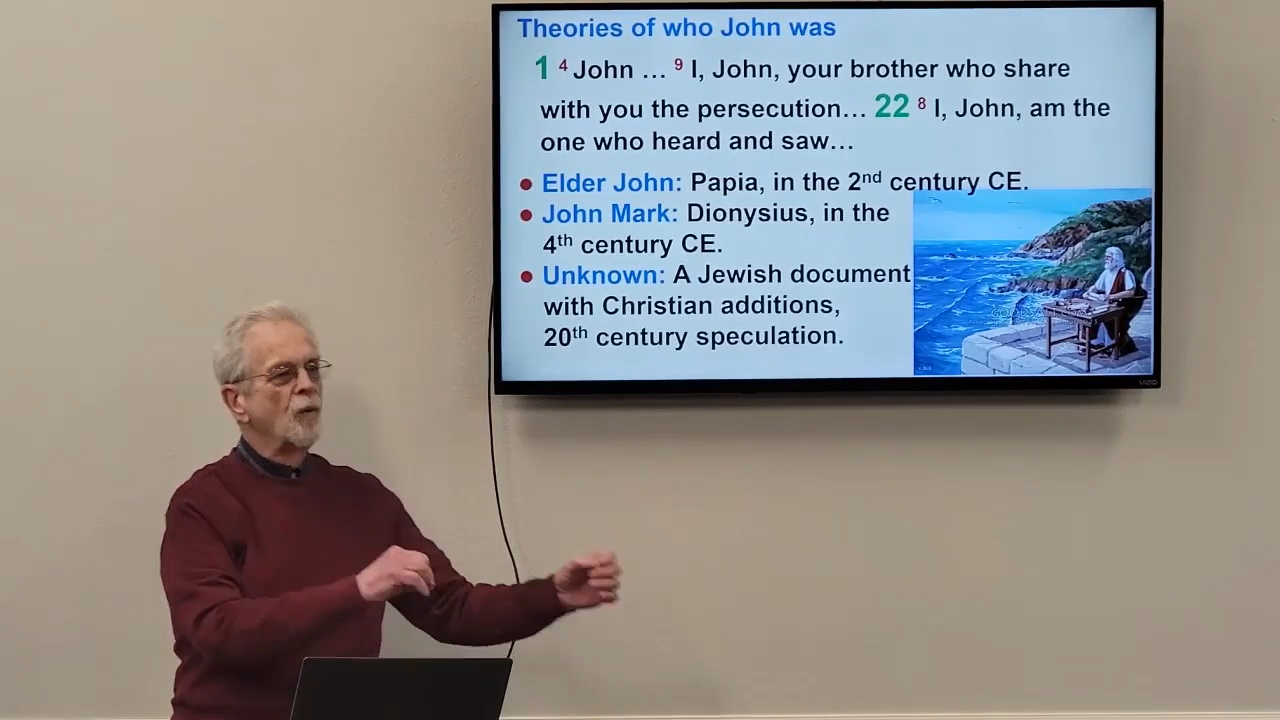 Theories of who John was
1 4 John … 9 I, John, your brother who share
with you the persecution… 22 8 I, John, am the
one who heard and saw…
● Elder John: Papia, in the 2nd century CE.
● John Mark: Dionysius, in the
4th century CE.
● Unknown: A Jewish document
with Christian additions,
20th century speculation.
VIZIO